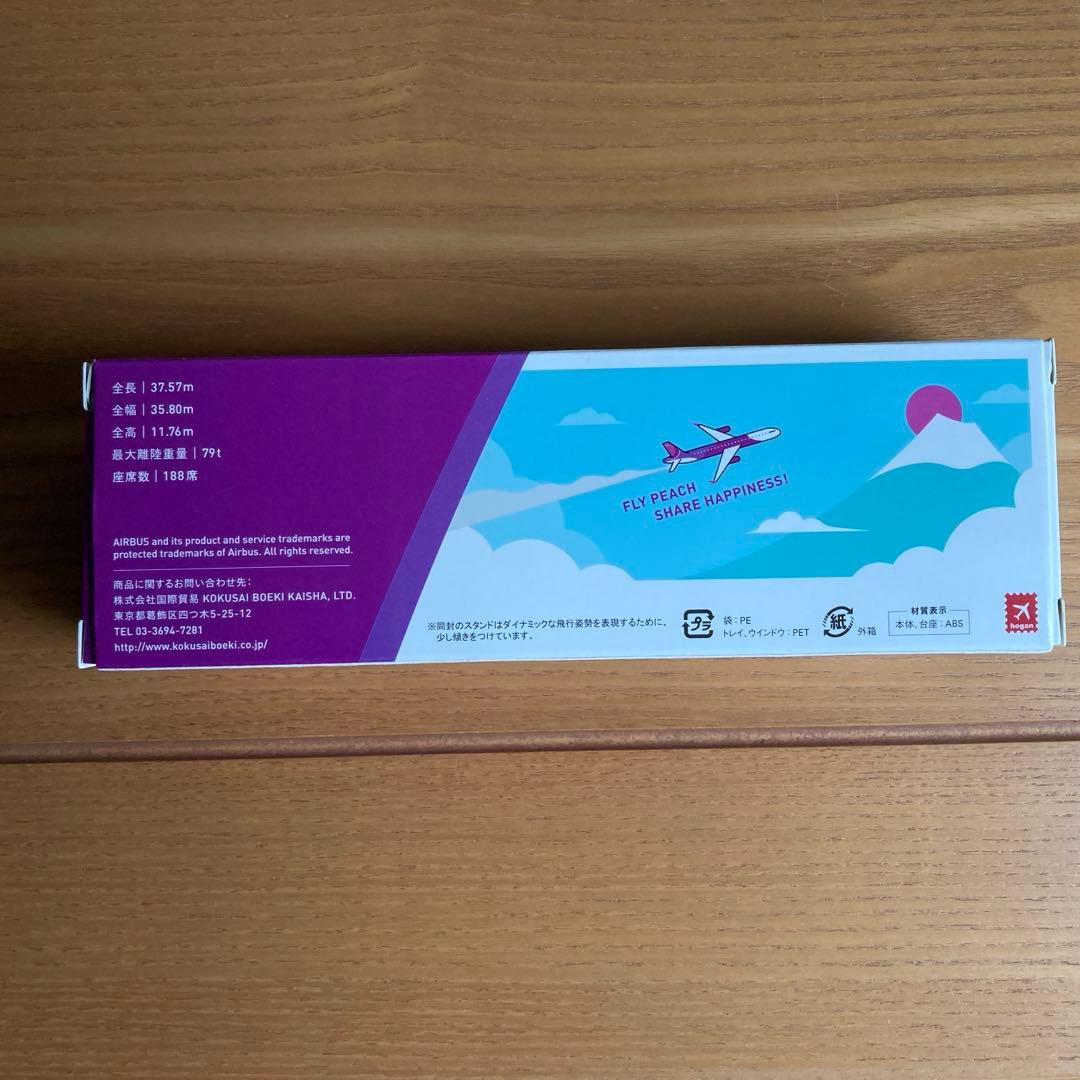 全長 | 37.57m
全幅 | 35.80m
全高 | 11.76m
最大離陸重量 | 79t
座席数 | 188席
AIRBUS and its product and service trademarks are
protected trademarks of Airbus. All rights reserved.
商品に関するお問い合わせ先：
株式会社国際貿易 KOKUSAI BOEKI KAISHA, LTD.
東京都葛飾区四つ木5-25-12
TEL 03-3694-7281
http://www.kokusaiboeki.co.jp/
FLY PEACH
SHARE HAPPINESS!
※同封のスタンドはダイナミックな飛行姿勢を表現するために、
少し傾きをつけています。
プラ
袋：PE
トレイ、ウインドウ：PET
紙
外箱
材質表示
本体、台座：ABS
hogan